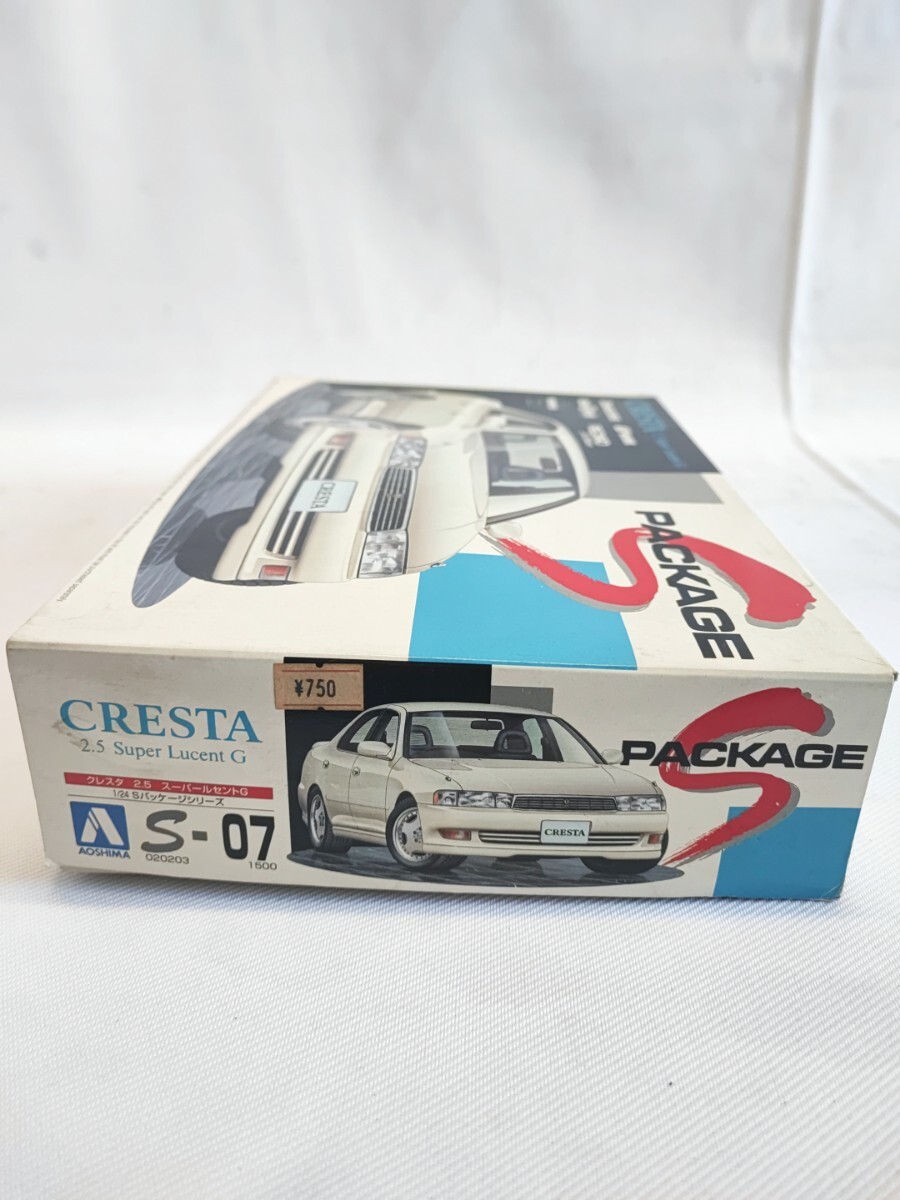 CRESTA
PACKAGE
S
¥750
CRESTA
2.5 Super Lucent G
クレスタ 2.5 スーパールセントG
1/24 Sパッケージシリーズ
AOSHIMA
S-07
020203
1500
CRESTA
PACKAGE
S